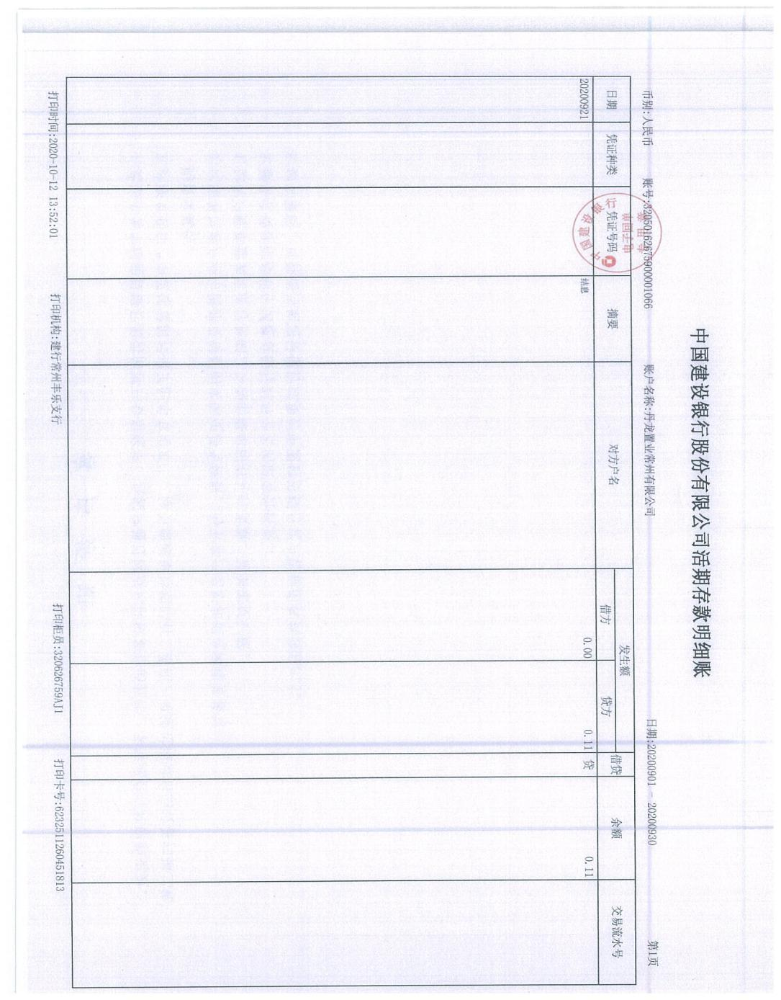 中国建设银行股份有限公司活期存款明细账
币别:人民币 账号:32050162675900001066 账户名称:丹龙置业常州有限公司 日期:20200901 - 20200930 第1页
日期 凭证种类 凭证号码 摘要 对方户名 发生额 借贷 余额 交易流水号
借方 贷方
20200921 结息 0.00 0.11 贷 0.11
打印时间:2020-10-12 13:52:01 打印机构:建行常州丰乐支行 打印柜员:320626759AJ1 打印卡号:6232511260451813
中国建设银行